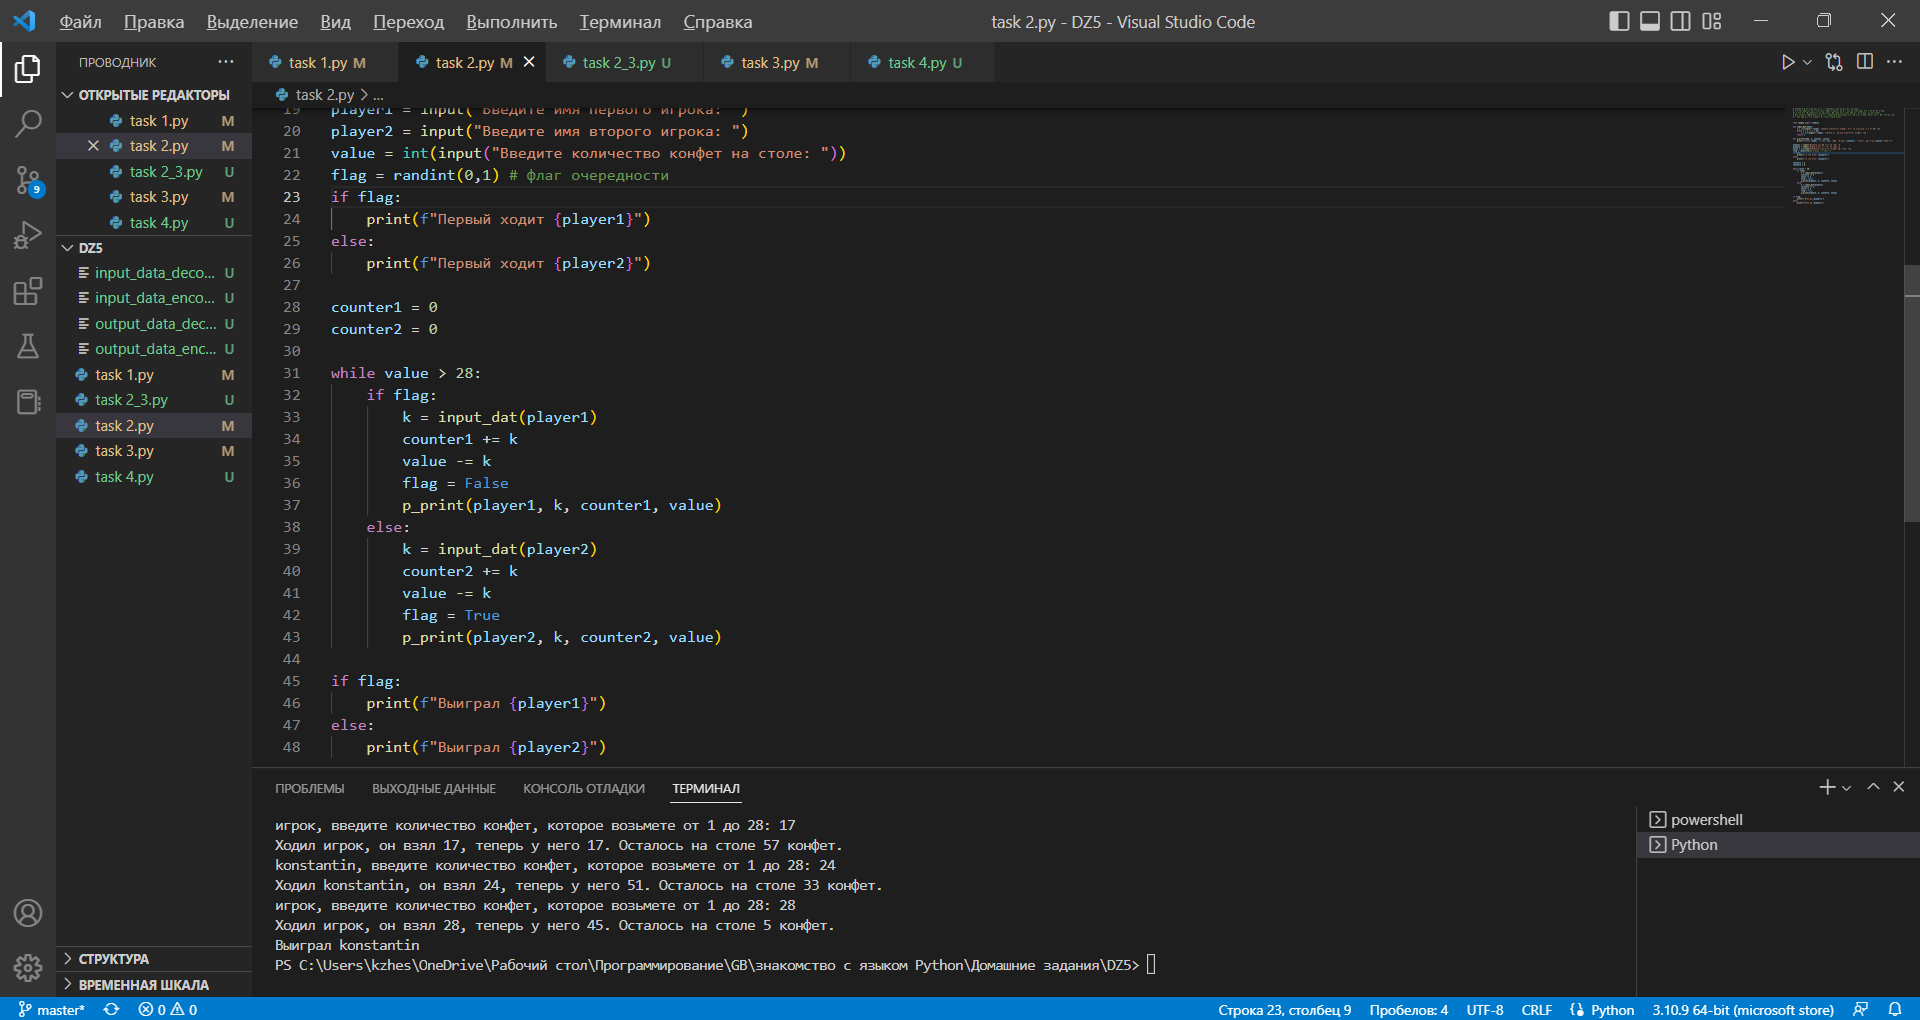 Файл Правка Выделение Вид Переход Выполнить Терминал Справка
task 2.py - DZ5 - Visual Studio Code
ПРОВОДНИК
ОТКРЫТЫЕ РЕДАКТОРЫ
task 1.py M
task 2.py M
task 2_3.py U
task 3.py M
task 4.py U
DZ5
input_data_deco... U
input_data_enco... U
output_data_dec... U
output_data_enc... U
task 1.py M
task 2_3.py U
task 2.py M
task 3.py M
task 4.py U
СТРУКТУРА
ВРЕМЕННАЯ ШКАЛА
9
task 1.py M task 2.py M task 2_3.py U task 3.py M task 4.py U
task 2.py > ...
19 player1 = input("Введите имя первого игрока: ")
20 player2 = input("Введите имя второго игрока: ")
21 value = int(input("Введите количество конфет на столе: "))
22 flag = randint(0,1) # флаг очередности
23 if flag:
24     print(f"Первый ходит {player1}")
25 else:
26     print(f"Первый ходит {player2}")
27
28 counter1 = 0
29 counter2 = 0
30
31 while value > 28:
32     if flag:
33         k = input_dat(player1)
34         counter1 += k
35         value -= k
36         flag = False
37         p_print(player1, k, counter1, value)
38     else:
39         k = input_dat(player2)
40         counter2 += k
41         value -= k
42         flag = True
43         p_print(player2, k, counter2, value)
44
45 if flag:
46     print(f"Выиграл {player1}")
47 else:
48     print(f"Выиграл {player2}")
ПРОБЛЕМЫ ВЫХОДНЫЕ ДАННЫЕ КОНСОЛЬ ОТЛАДКИ ТЕРМИНАЛ
игрок, введите количество конфет, которое возьмете от 1 до 28: 17
Ходил игрок, он взял 17, теперь у него 17. Осталось на столе 57 конфет.
konstantin, введите количество конфет, которое возьмете от 1 до 28: 24
Ходил konstantin, он взял 24, теперь у него 51. Осталось на столе 33 конфет.
игрок, введите количество конфет, которое возьмете от 1 до 28: 28
Ходил игрок, он взял 28, теперь у него 45. Осталось на столе 5 конфет.
Выиграл konstantin
PS C:\Users\kzhes\OneDrive\Рабочий стол\Программирование\GB\знакомство с языком Python\Домашние задания\DZ5>
powershell
Python
master* 0 0
Строка 23, столбец 9 Пробелов: 4 UTF-8 CRLF Python 3.10.9 64-bit (microsoft store)